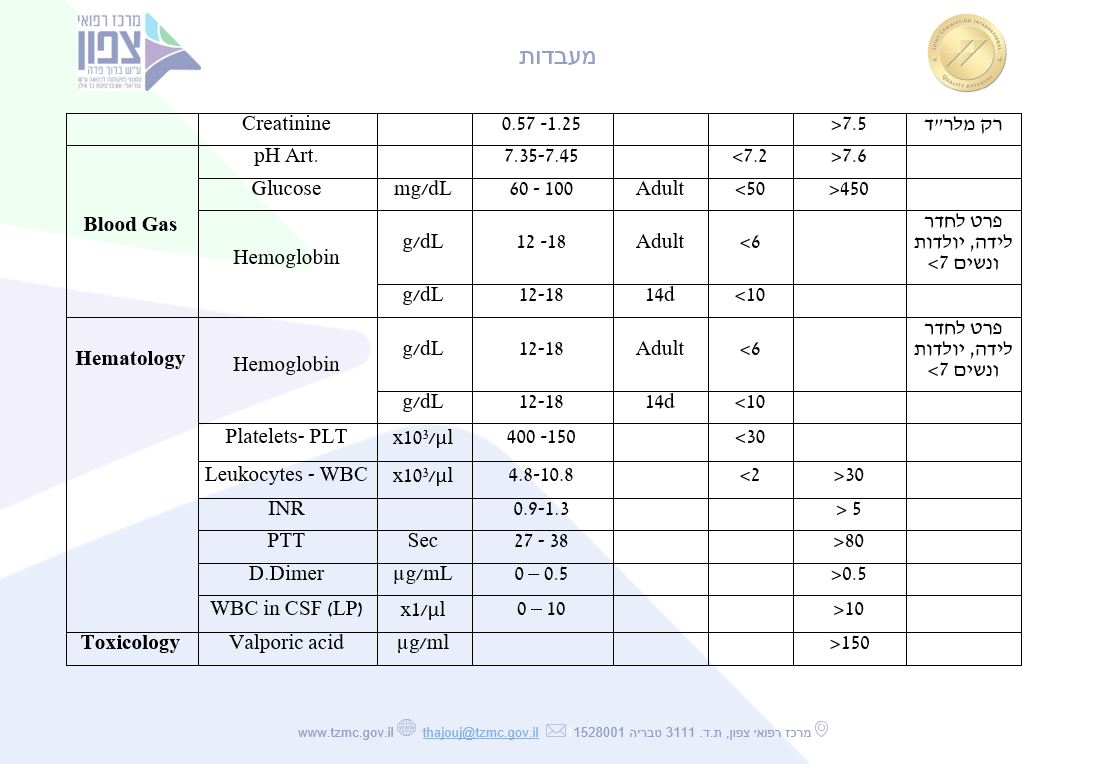 מרכז רפואי
צפון
ע״ש ברוך פדה
מעבדות
JOINT COMMISSION INTERNATIONAL
QUALITY APPROVAL
Creatinine 0.57 -1.25 >7.5 רק מלר״ד
Blood Gas
pH Art. 7.35-7.45 <7.2 >7.6
Glucose mg/dL 60 - 100 Adult <50 >450
Hemoglobin g/dL 12 -18 Adult <6 פרט לחדר
לידה, יולדות
ונשים 7>
g/dL 12-18 14d <10
Hematology
Hemoglobin g/dL 12-18 Adult <6 פרט לחדר
לידה, יולדות
ונשים 7>
g/dL 12-18 14d <10
Platelets- PLT x10³/µl 400 -150 <30
Leukocytes - WBC x10³/µl 4.8-10.8 <2 >30
INR 0.9-1.3 > 5
PTT Sec 27 - 38 >80
D.Dimer µg/mL 0 – 0.5 >0.5
WBC in CSF (LP) x1/µl 0 – 10 >10
Toxicology Valporic acid µg/ml >150
מרכז רפואי צפון, ת.ד. 3111 טבריה 1528001 thajouj@tzmc.gov.il www.tzmc.gov.il